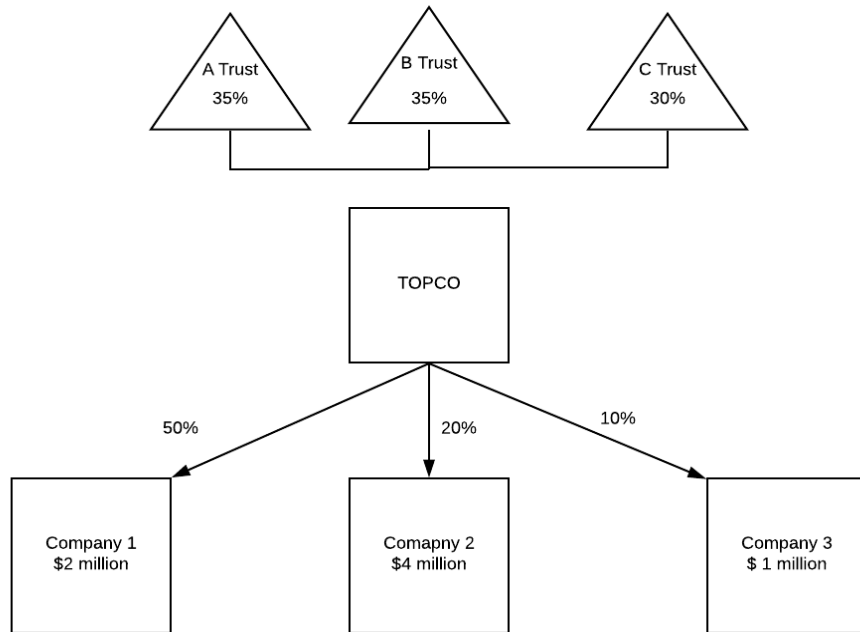 A Trust
35%
B Trust
35%
C Trust
30%
TOPCO
50%
20%
10%
Company 1
$2 million
Comapny 2
$4 million
Company 3
$ 1 million